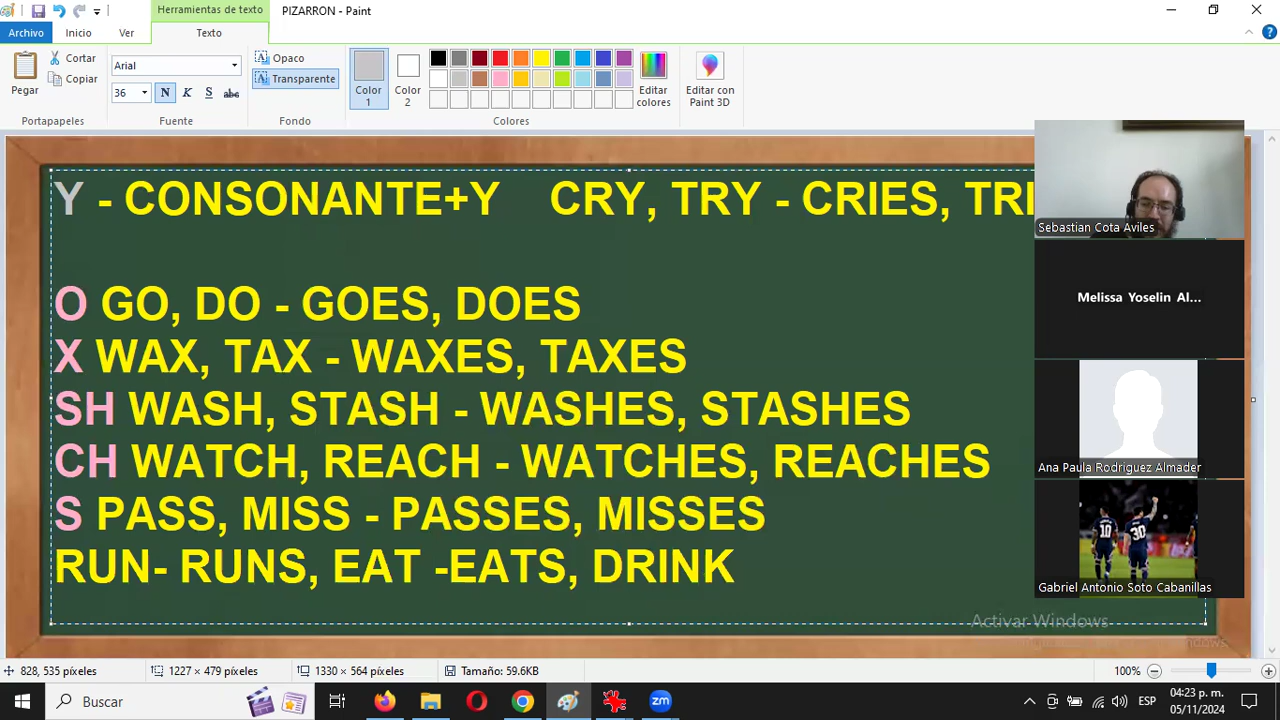 Herramientas de texto
PIZARRON - Paint
Archivo
Inicio
Ver
Texto
Pegar
Cortar
Copiar
Portapapeles
Arial
36
N K S abc
Fuente
Opaco
Transparente
Fondo
Color 1
Color 2
Editar colores
Colores
Editar con Paint 3D
Y - CONSONANTE+Y CRY, TRY - CRIES, TRI
O GO, DO - GOES, DOES
X WAX, TAX - WAXES, TAXES
SH WASH, STASH - WASHES, STASHES
CH WATCH, REACH - WATCHES, REACHES
S PASS, MISS - PASSES, MISSES
RUN- RUNS, EAT -EATS, DRINK
Sebastian Cota Aviles
Melissa Yoselin Al...
Ana Paula Rodriguez Almader
10
30
Gabriel Antonio Soto Cabanillas
Activar Windows
828, 535 píxeles
1227 × 479 píxeles
1330 × 564 píxeles
Tamaño: 59.6KB
100%
Buscar
zm
ESP
04:23 p. m.
05/11/2024